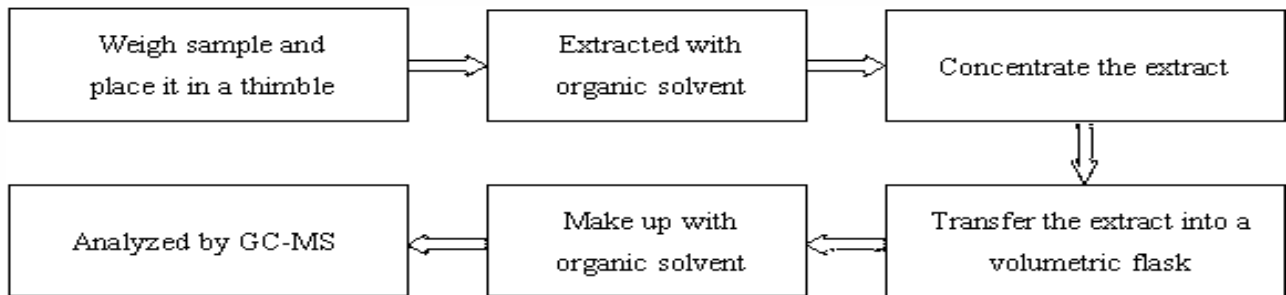 Weigh sample and
place it in a thimble
Extracted with
organic solvent
Concentrate the extract
Transfer the extract into a
volumetric flask
Make up with
organic solvent
Analyzed by GC-MS